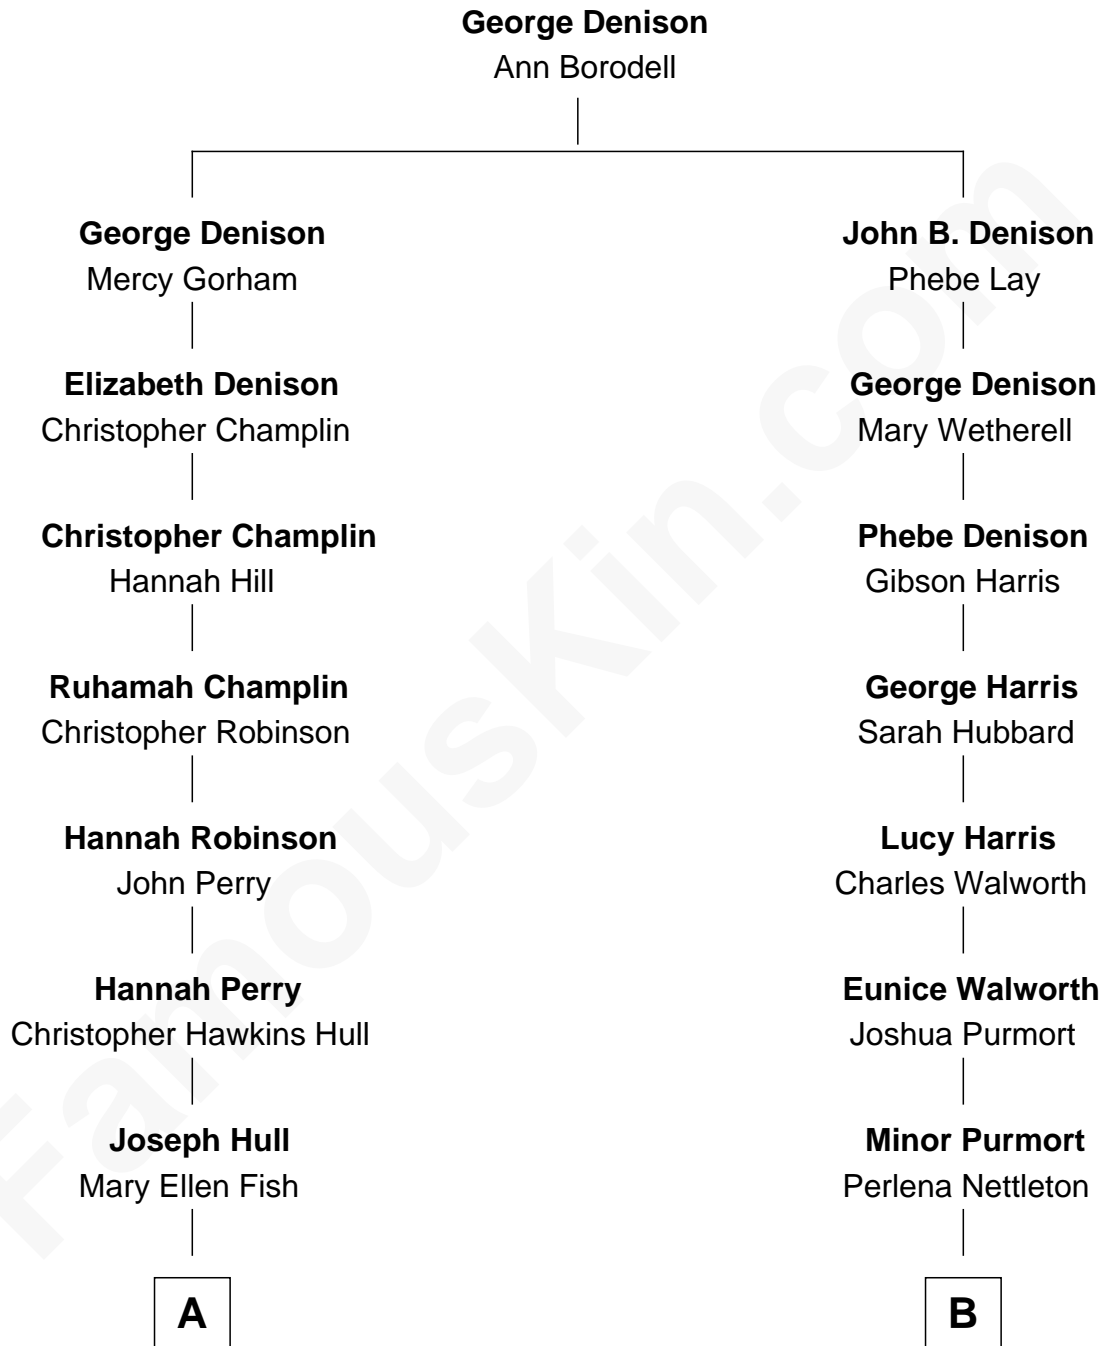 George Denison
Ann Borodell
George Denison
Mercy Gorham
John B. Denison
Phebe Lay
Elizabeth Denison
Christopher Champlin
George Denison
Mary Wetherell
Christopher Champlin
Hannah Hill
Phebe Denison
Gibson Harris
Ruhamah Champlin
Christopher Robinson
George Harris
Sarah Hubbard
Hannah Robinson
John Perry
Lucy Harris
Charles Walworth
Hannah Perry
Christopher Hawkins Hull
Eunice Walworth
Joshua Purmort
Joseph Hull
Mary Ellen Fish
Minor Purmort
Perlena Nettleton
A
B
FamousKin.com